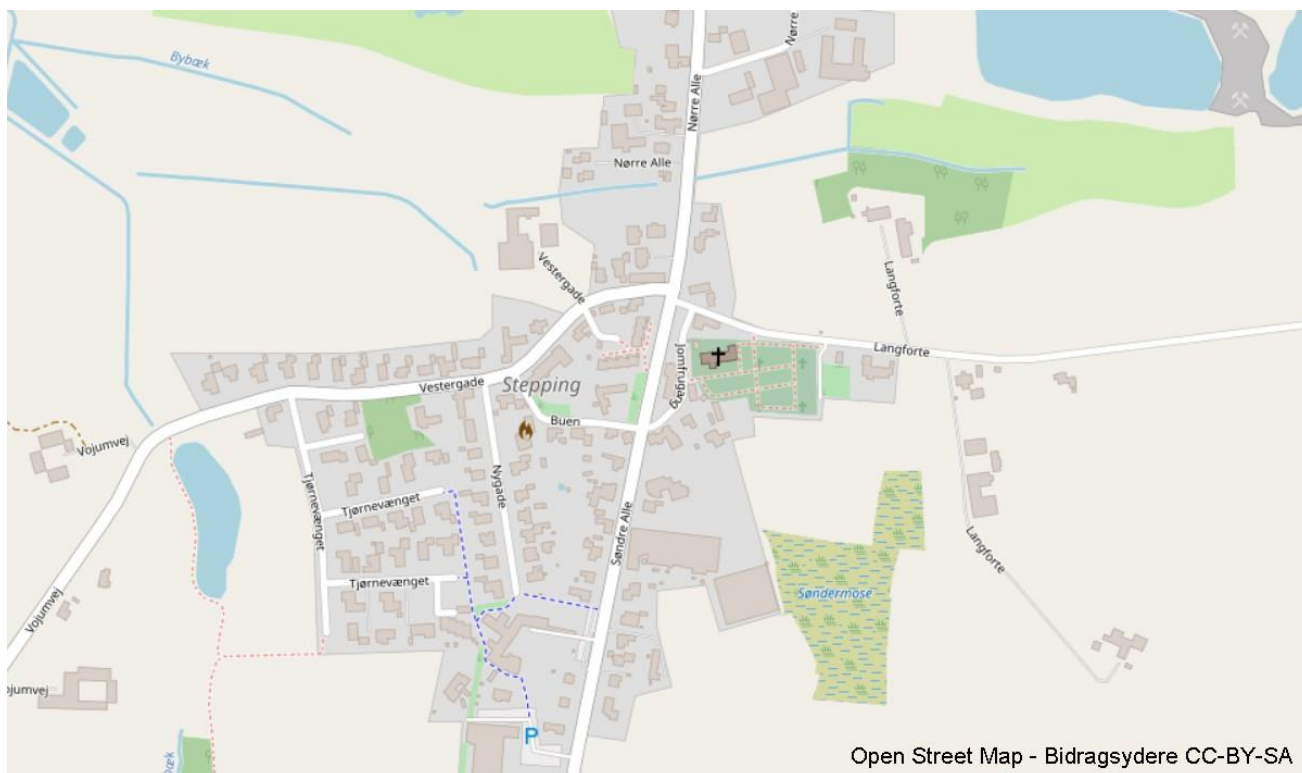 Nørre
Bybæk
Nørre Alle
Nørre Alle
Vestergade
Langforte
Langforte
Jomfrugang
Vestergade
Stepping
Buen
Vojumvej
Nygade
Tjørnevænget
Tjørnevænget
Søndre Alle
Langforte
Tjørnevænget
Søndermose
Vojumvej
ojumvej
P
Open Street Map - Bidragsydere CC-BY-SA